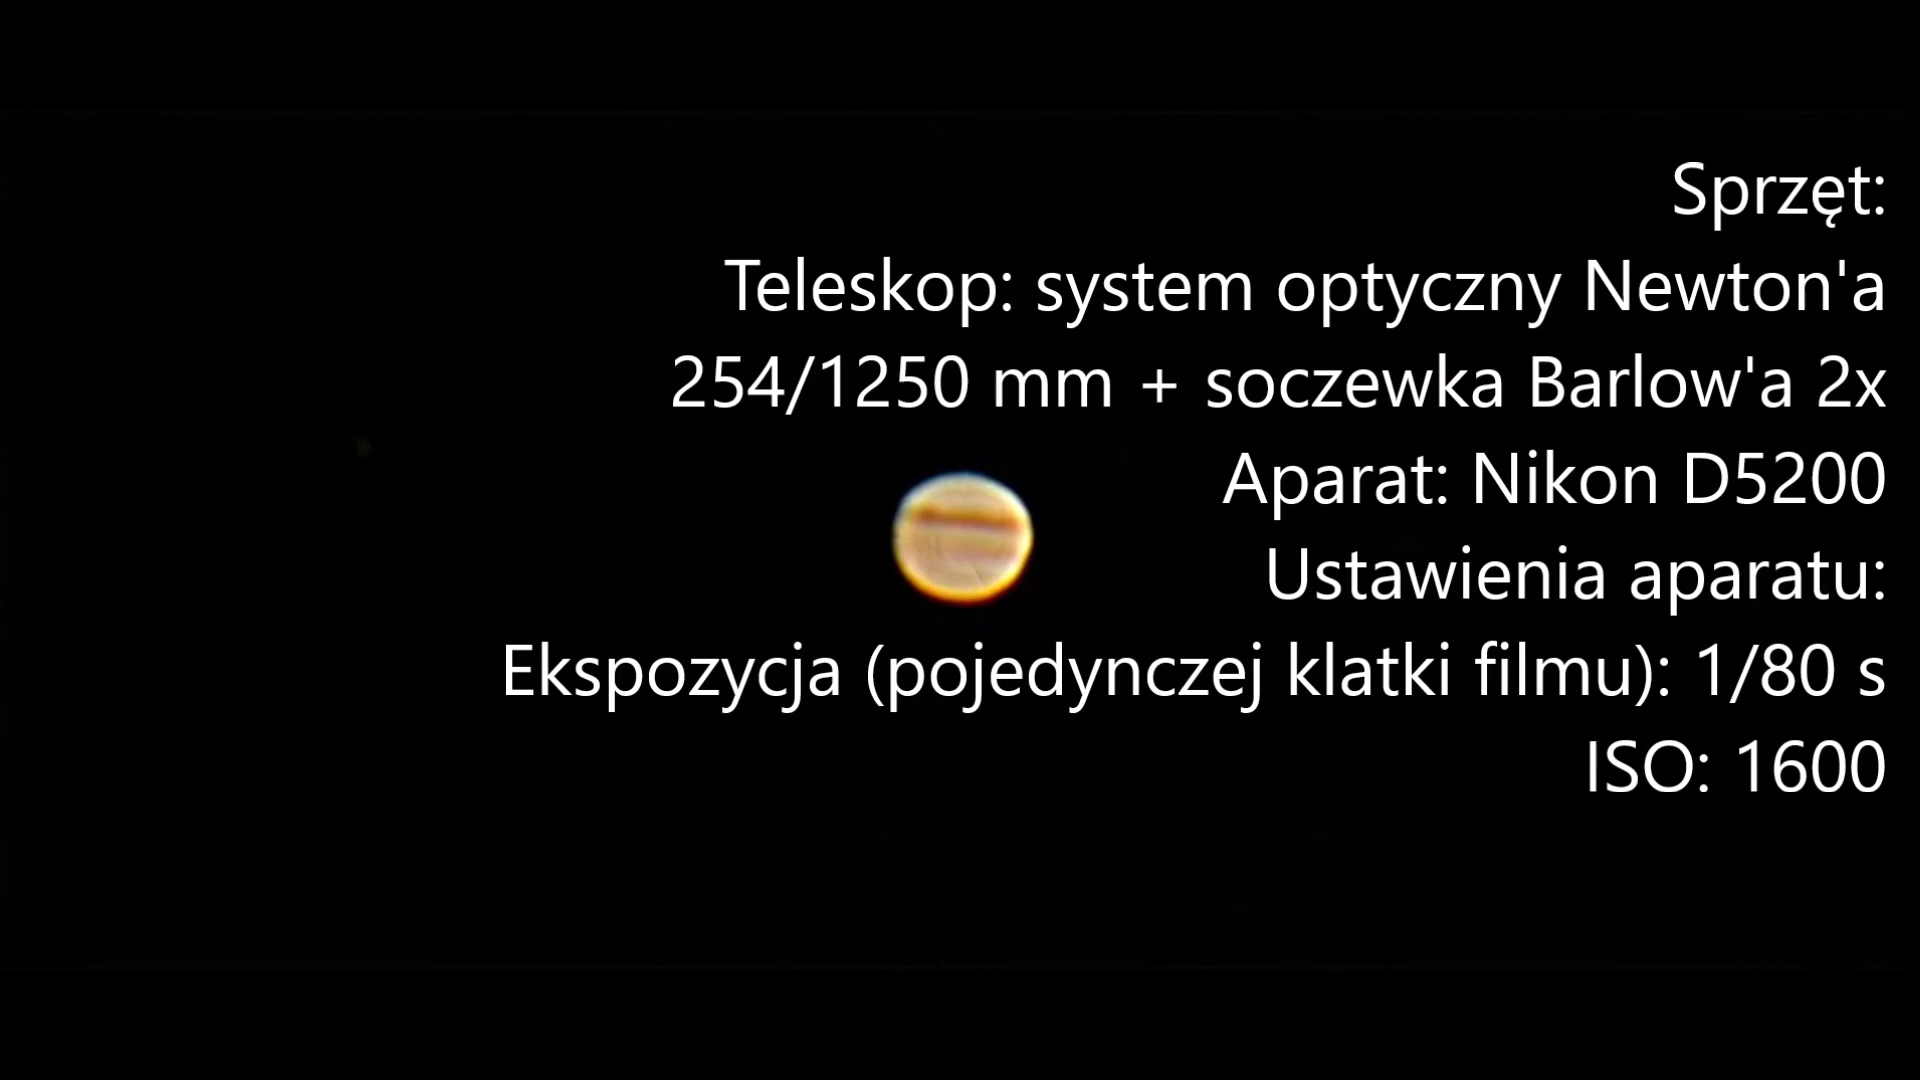 Sprzęt:
Teleskop: system optyczny Newton'a
254/1250 mm + soczewka Barlow'a 2x
Aparat: Nikon D5200
Ustawienia aparatu:
Ekspozycja (pojedynczej klatki filmu): 1/80 s
ISO: 1600